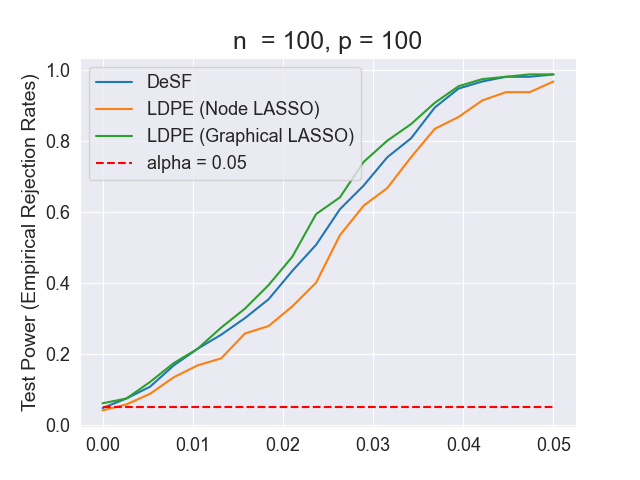 n = 100, p = 100
Test Power (Empirical Rejection Rates)
1.0
0.8
0.6
0.4
0.2
0.0
DeSF
LDPE (Node LASSO)
LDPE (Graphical LASSO)
alpha = 0.05
0.00 0.01 0.02 0.03 0.04 0.05